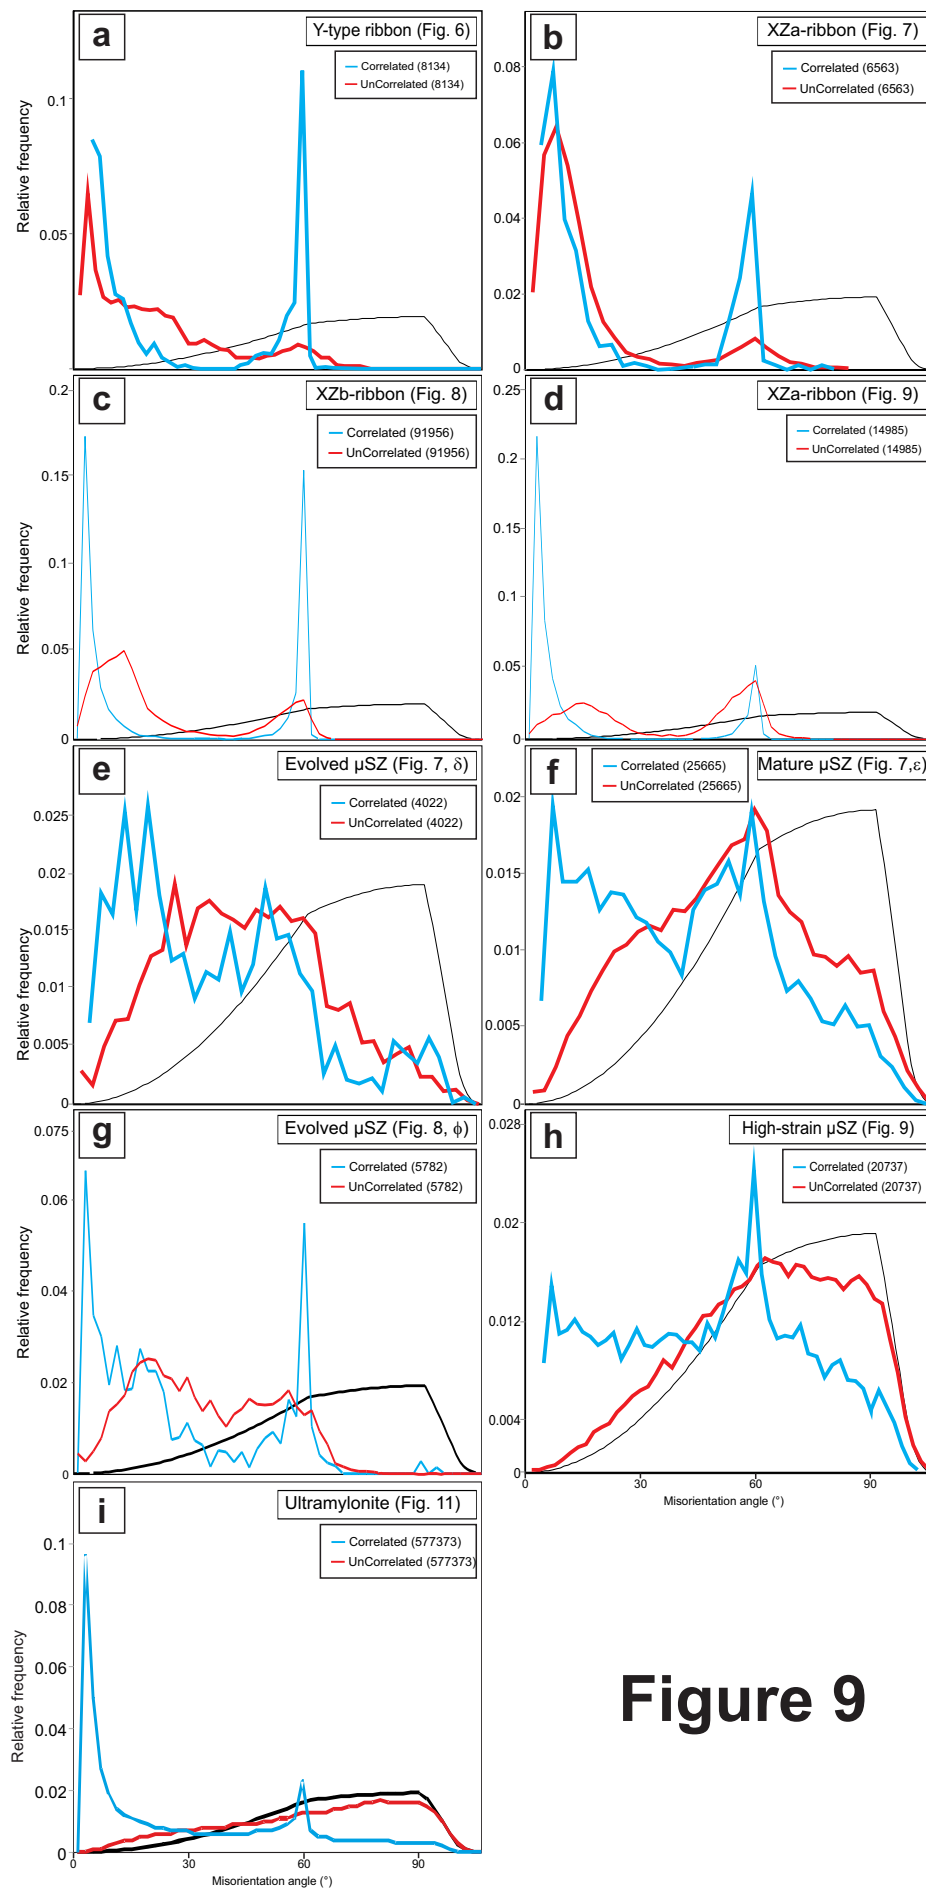 a
Y-type ribbon (Fig. 6)
Correlated (8134)
UnCorrelated (8134)
0.1
0.05
Relative frequency
b
XZa-ribbon (Fig. 7)
Correlated (6563)
UnCorrelated (6563)
0.08
0.06
0.04
0.02
0
c
XZb-ribbon (Fig. 8)
Correlated (91956)
UnCorrelated (91956)
0.2
0.15
0.1
0.05
0
Relative frequency
d
XZa-ribbon (Fig. 9)
Correlated (14985)
UnCorrelated (14985)
0.25
0.2
0.15
0.1
0.05
0
e
Evolved µSZ (Fig. 7, δ)
Correlated (4022)
UnCorrelated (4022)
0.025
0.02
0.015
0.01
0.005
0
Relative frequency
f
Mature µSZ (Fig. 7,ε)
Correlated (25665)
UnCorrelated (25665)
0.02
0.015
0.01
0.005
0
g
Evolved µSZ (Fig. 8, ϕ)
Correlated (5782)
UnCorrelated (5782)
0.075
0.06
0.04
0.02
0
Relative frequency
h
High-strain µSZ (Fig. 9)
Correlated (20737)
UnCorrelated (20737)
0.028
0.02
0.012
0.004
0
0 30 60 90
Misorientation angle (°)
i
Ultramylonite (Fig. 11)
Correlated (577373)
UnCorrelated (577373)
0.1
0.08
0.06
0.04
0.02
0
Relative frequency
0 30 60 90
Misorientation angle (°)
Figure 9